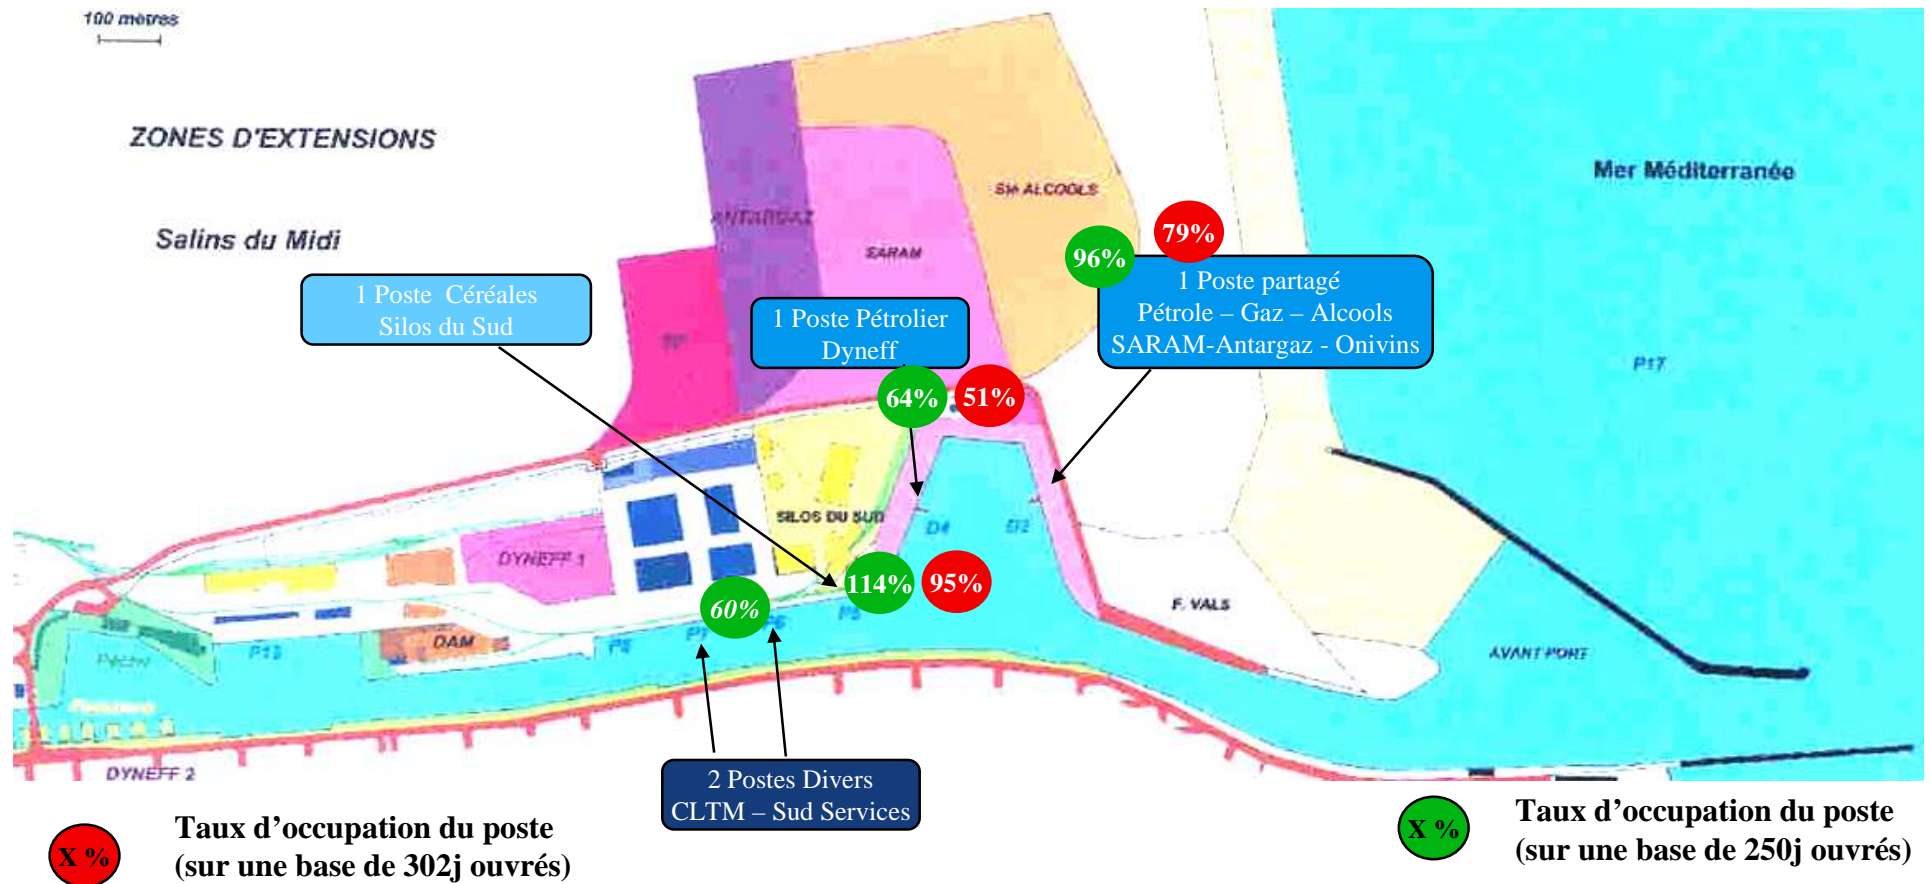 100 mètres
ZONES D'EXTENSIONS
Salins du Midi
Mer Méditerranée
Sté ALCOOLS
ANTARGAZ
SARAM
79%
96%
1 Poste Céréales
Silos du Sud
1 Poste Pétrolier
Dyneff
1 Poste partagé
Pétrole – Gaz – Alcools
SARAM-Antargaz - Onivins
P17
64%
51%
SILOS DU SUD
D4
D2
DYNEFF 1
114%
95%
60%
P5
P6
P7
P8
F. VALS
DAM
P13
Pêche
AVANT PORT
DYNEFF 2
2 Postes Divers
CLTM – Sud Services
X %
Taux d'occupation du poste
(sur une base de 302j ouvrés)
X %
Taux d'occupation du poste
(sur une base de 250j ouvrés)